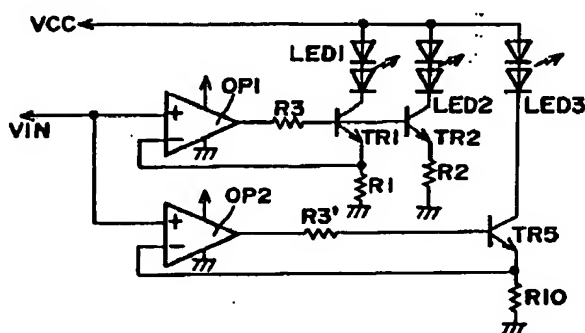 VCC
LED1
LED2
LED3
OP1
R3
TR1
TR2
VIN
+
−
R1
R2
OP2
+
−
R3'
TR5
R10